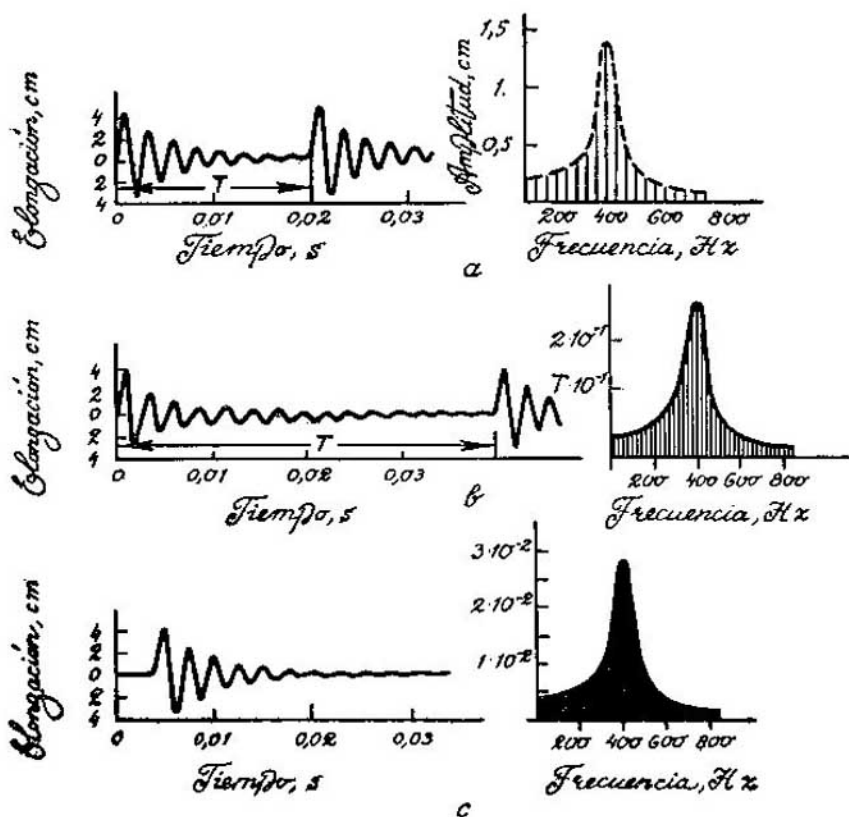 Elongación, cm
4
2
0
2
4
T
0 0,01 0,02 0,03
Tiempo, s
Amplitud, cm
1,5
1.
0,5
200 400 600 800
Frecuencia, Hz
a
Elongación, cm
4
2
0
2
4
T
0 0,01 0,02 0,03
Tiempo, s
2·10⁻¹
T·10⁻¹
200 400 600 800
Frecuencia, Hz
b
Elongación, cm
4
2
0
2
4
0 0,01 0,02 0,03
Tiempo, s
3·10⁻²
2·10⁻²
1·10⁻²
200 400 600 800
Frecuencia, Hz
c